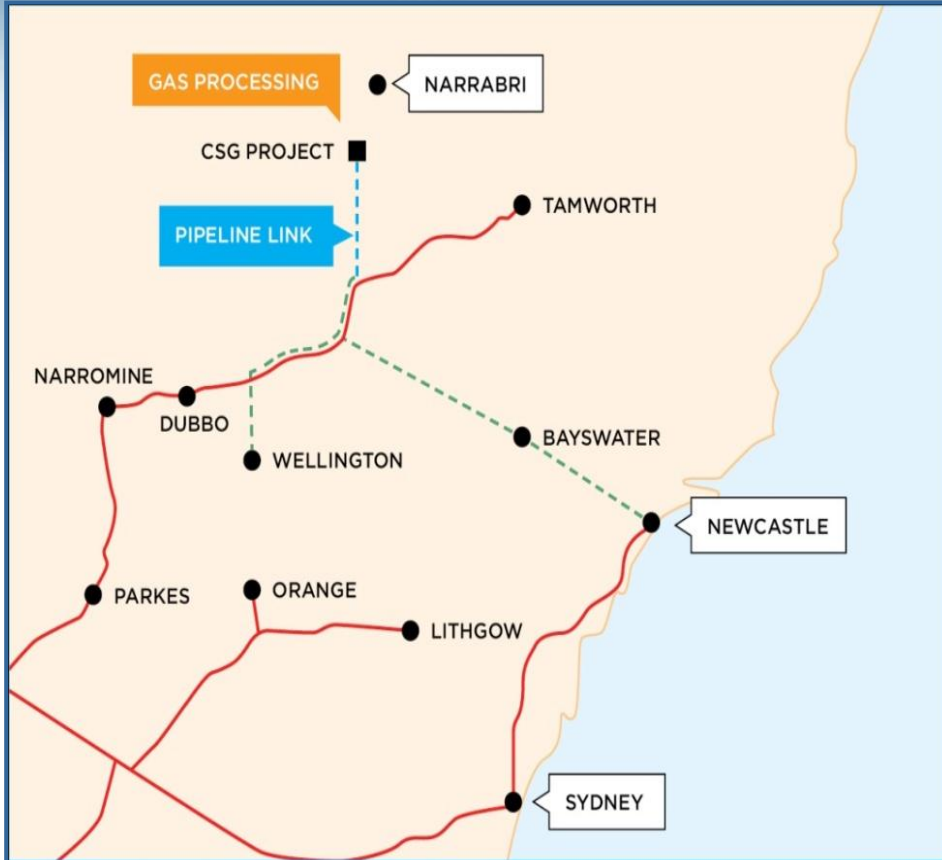 GAS PROCESSING
NARRABRI
CSG PROJECT
TAMWORTH
PIPELINE LINK
NARROMINE
DUBBO
BAYSWATER
WELLINGTON
NEWCASTLE
PARKES
ORANGE
LITHGOW
SYDNEY